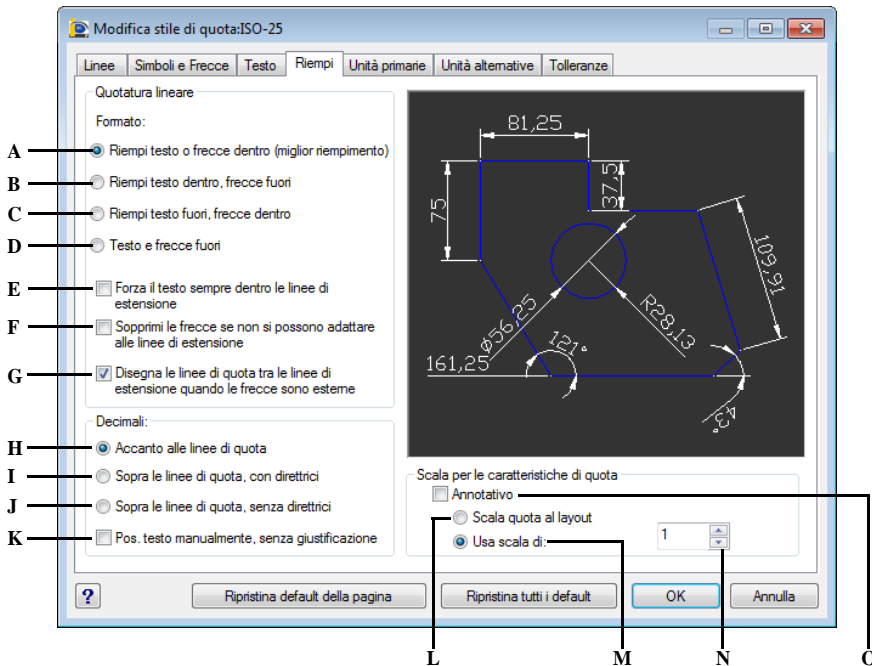 Modifica stile di quota:ISO-25
Linee Simboli e Frecce Testo Riempi Unità primarie Unità alternative Tolleranze
Quotatura lineare
Formato:
A Riempi testo o frecce dentro (miglior riempimento)
B Riempi testo dentro, frecce fuori
C Riempi testo fuori, frecce dentro
D Testo e frecce fuori
E Forza il testo sempre dentro le linee di
estensione
F Sopprimi le frecce se non si possono adattare
alle linee di estensione
G Disegna le linee di quota tra le linee di
estensione quando le frecce sono esterne
Decimali:
H Accanto alle linee di quota
I Sopra le linee di quota, con direttrici
J Sopra le linee di quota, senza direttrici
K Pos. testo manualmente, senza giustificazione
81,25
75
37,5
109,91
Ø56,25
R28,13
121°
161,25
43°
Scala per le caratteristiche di quota
Annotativo
Scala quota al layout
Usa scala di:
1
? Ripristina default della pagina Ripristina tutti i default OK Annulla
L M N O